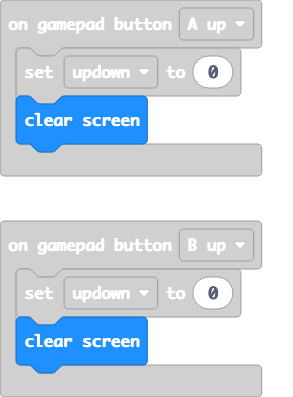 on gamepad button A up
set updown to 0
clear screen
on gamepad button B up
set updown to 0
clear screen